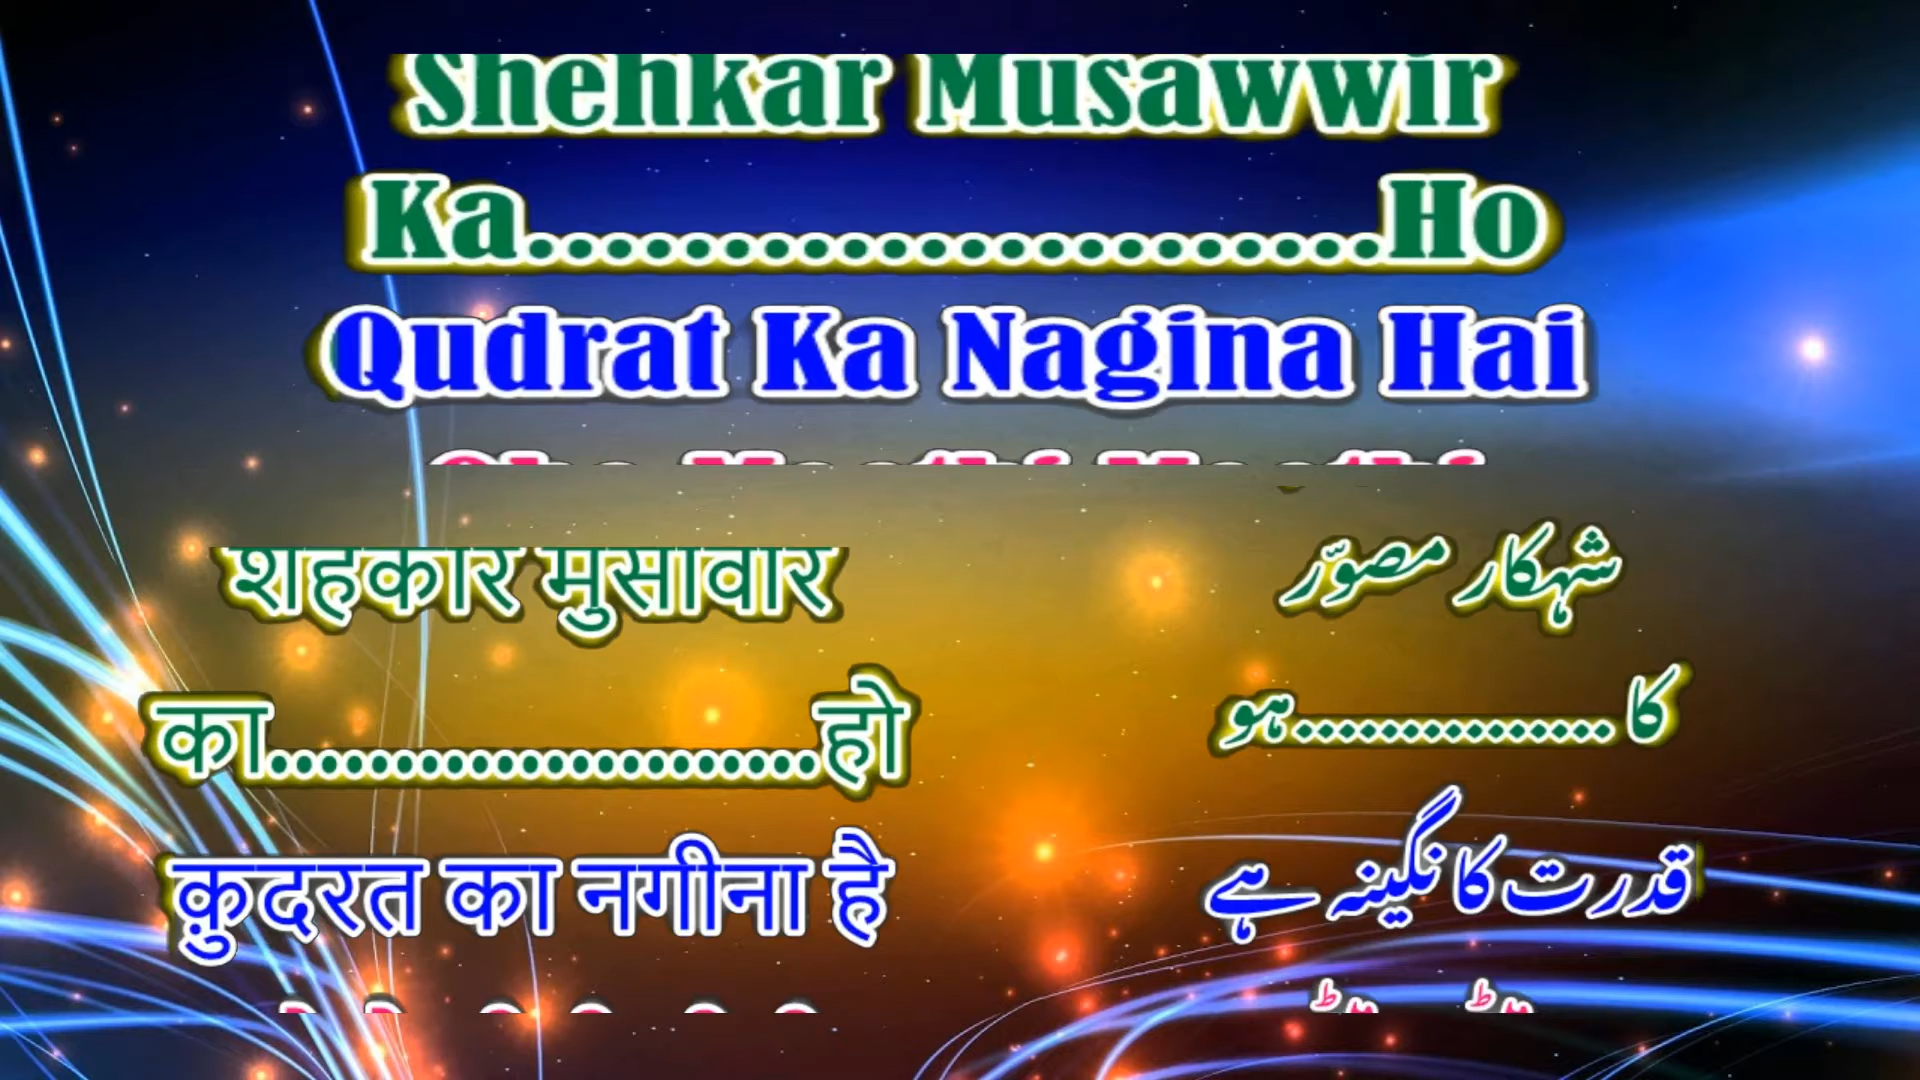 Shehkar Musawwir
Ka..................................Ho
Qudrat Ka Nagina Hai
शहकार मुसावार
का......................हो
क़ुदरत का नगीना है
شہکار مصوّر
کا................ہو
قدرت کا نگینہ ہے